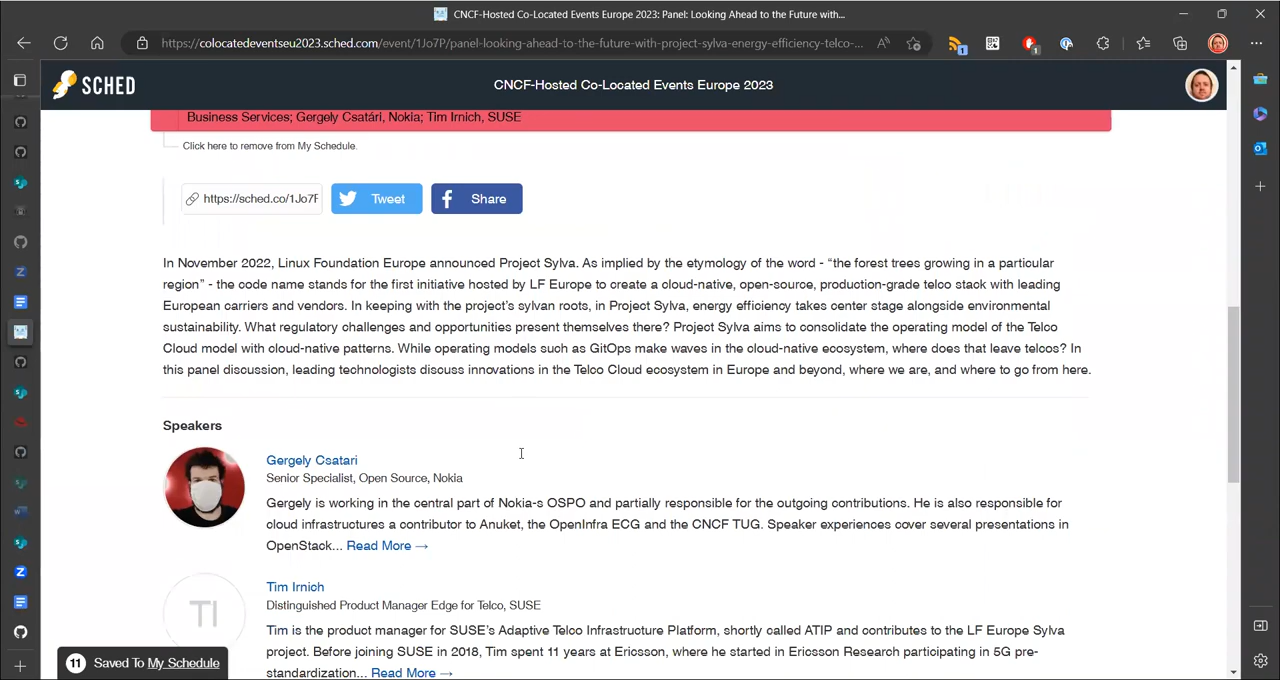 CNCF-Hosted Co-Located Events Europe 2023: Panel: Looking Ahead to the Future with...
https://colocatedeventseu2023.sched.com/event/1Jo7P/panel-looking-ahead-to-the-future-with-project-sylva-energy-efficiency-telco-...
SCHED
CNCF-Hosted Co-Located Events Europe 2023
Business Services; Gergely Csatári, Nokia; Tim Irnich, SUSE
Click here to remove from My Schedule.
https://sched.co/1Jo7P
Tweet
Share
In November 2022, Linux Foundation Europe announced Project Sylva. As implied by the etymology of the word - “the forest trees growing in a particular
region” - the code name stands for the first initiative hosted by LF Europe to create a cloud-native, open-source, production-grade telco stack with leading
European carriers and vendors. In keeping with the project’s sylvan roots, in Project Sylva, energy efficiency takes center stage alongside environmental
sustainability. What regulatory challenges and opportunities present themselves there? Project Sylva aims to consolidate the operating model of the Telco
Cloud model with cloud-native patterns. While operating models such as GitOps make waves in the cloud-native ecosystem, where does that leave telcos? In
this panel discussion, leading technologists discuss innovations in the Telco Cloud ecosystem in Europe and beyond, where we are, and where to go from here.
Speakers
Gergely Csatari
Senior Specialist, Open Source, Nokia
Gergely is working in the central part of Nokia-s OSPO and partially responsible for the outgoing contributions. He is also responsible for
cloud infrastructures a contributor to Anuket, the OpenInfra ECG and the CNCF TUG. Speaker experiences cover several presentations in
OpenStack... Read More →
TI
Tim Irnich
Distinguished Product Manager Edge for Telco, SUSE
Tim is the product manager for SUSE’s Adaptive Telco Infrastructure Platform, shortly called ATIP and contributes to the LF Europe Sylva
project. Before joining SUSE in 2018, Tim spent 11 years at Ericsson, where he started in Ericsson Research participating in 5G pre-
standardization... Read More →
11 Saved To My Schedule